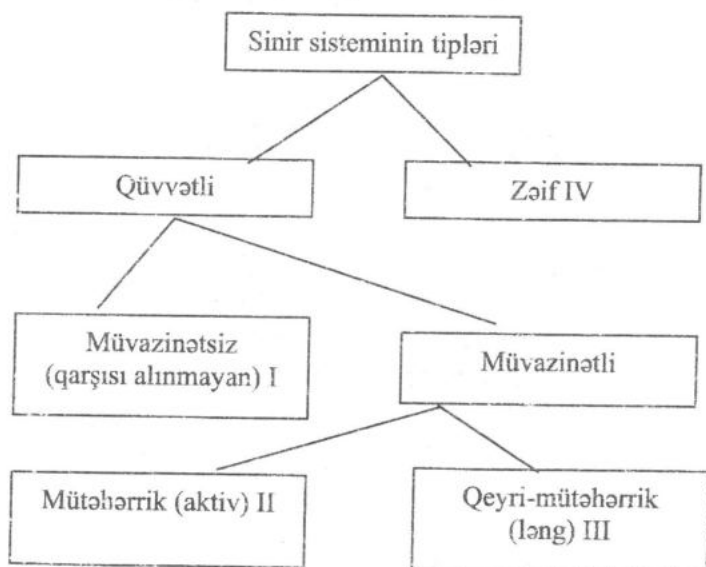 Sinir sisteminin tipləri
Qüvvətli
Zəif IV
Müvazinətsiz
(qarşısı alınmayan) I
Müvazinətli
Mütəhərrik (aktiv) II
Qeyri-mütəhərrik
(ləng) III